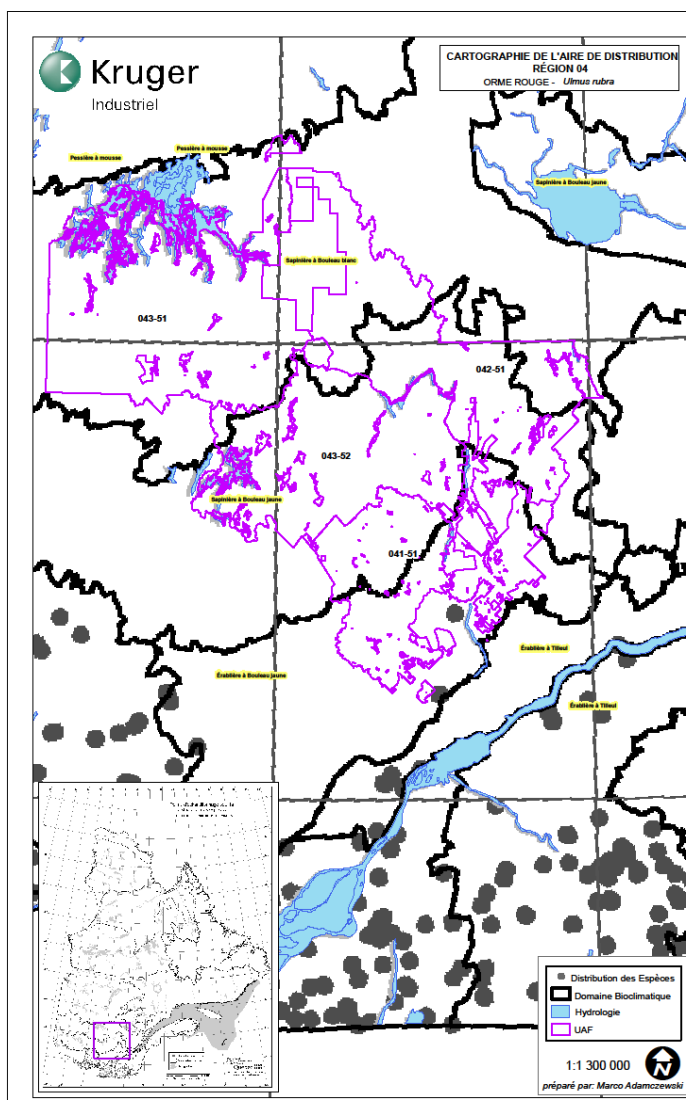 Kruger
Industriel
CARTOGRAPHIE DE L'AIRE DE DISTRIBUTION
RÉGION 04
ORME ROUGE - Ulmus rubra
Pessière à mousse
Pessière à mousse
Sapinière à Bouleau jaune
Sapinière à Bouleau blanc
043-51
042-51
043-52
Sapinière à Bouleau jaune
041-51
Érablière à Bouleau jaune
Érablière à Tilleul
Érablière à Tilleul
Distribution des Espèces
Domaine Bioclimatique
Hydrologie
UAF
1:1 300 000
N
préparé par: Marco Adamczewski